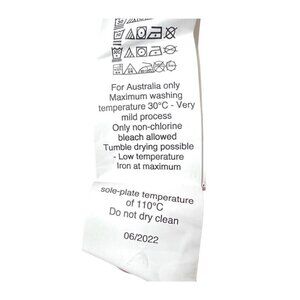 For Australia only
Maximum washing
temperature 30°C - Very
mild process
Only non-chlorine
bleach allowed
Tumble drying possible
- Low temperature
Iron at maximum
sole-plate temperature
of 110°C
Do not dry clean
06/2022